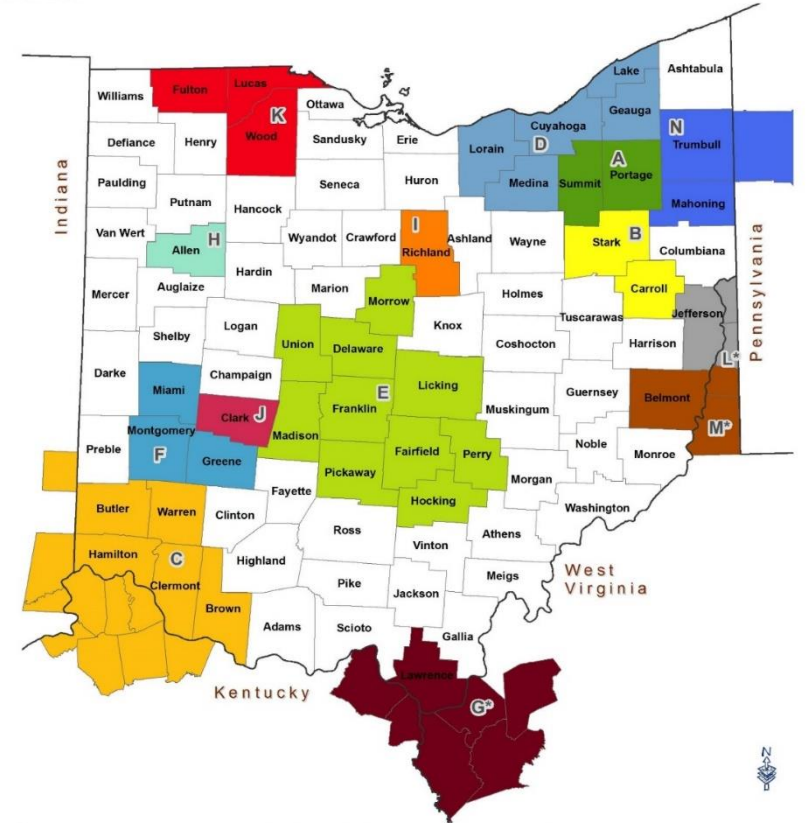 Lake
Ashtabula
Williams
Fulton
Lucas
Ottawa
Geauga
K
Cuyahoga
N
Defiance
Henry
Wood
Sandusky
Erie
Lorain
D
Trumbull
A
Portage
Paulding
Seneca
Huron
Medina
Summit
Mahoning
Putnam
Hancock
Indiana
Van Wert
H
Wyandot
Crawford
I
Richland
Ashland
Wayne
Stark
B
Columbiana
Allen
Hardin
Pennsylvania
Mercer
Auglaize
Marion
Morrow
Holmes
Carroll
Jefferson
Tuscarawas
Shelby
Logan
Union
Delaware
Knox
Coshocton
Harrison
L*
Darke
Champaign
Miami
Licking
Guernsey
Belmont
E
Franklin
Muskingum
Clark
J
Montgomery
Madison
M*
Preble
F
Greene
Fairfield
Perry
Noble
Monroe
Pickaway
Morgan
Fayette
Hocking
Butler
Warren
Clinton
Washington
Ross
Athens
Hamilton
C
Highland
Vinton
Clermont
West
Virginia
Pike
Meigs
Jackson
Brown
Adams
Scioto
Gallia
Lawrence
Kentucky
G*
N